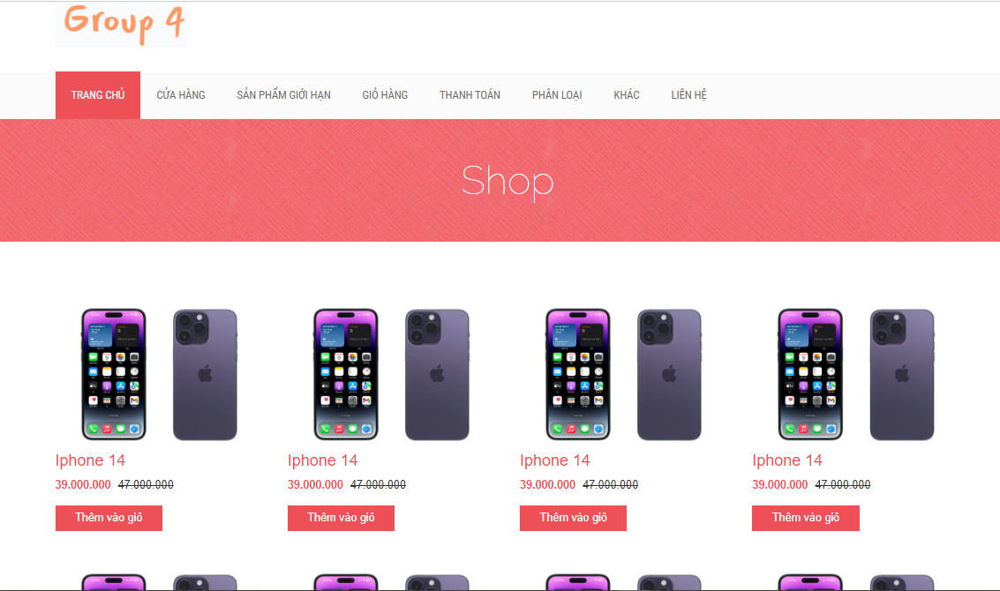 Group 4
TRANG CHỦ CỬA HÀNG SẢN PHẨM GIỚI HẠN GIỎ HÀNG THANH TOÁN PHÂN LOẠI KHÁC LIÊN HỆ
Shop
Iphone 14 Iphone 14 Iphone 14 Iphone 14
39.000.000 47.000.000 39.000.000 47.000.000 39.000.000 47.000.000 39.000.000 47.000.000
Thêm vào giỏ Thêm vào giỏ Thêm vào giỏ Thêm vào giỏ